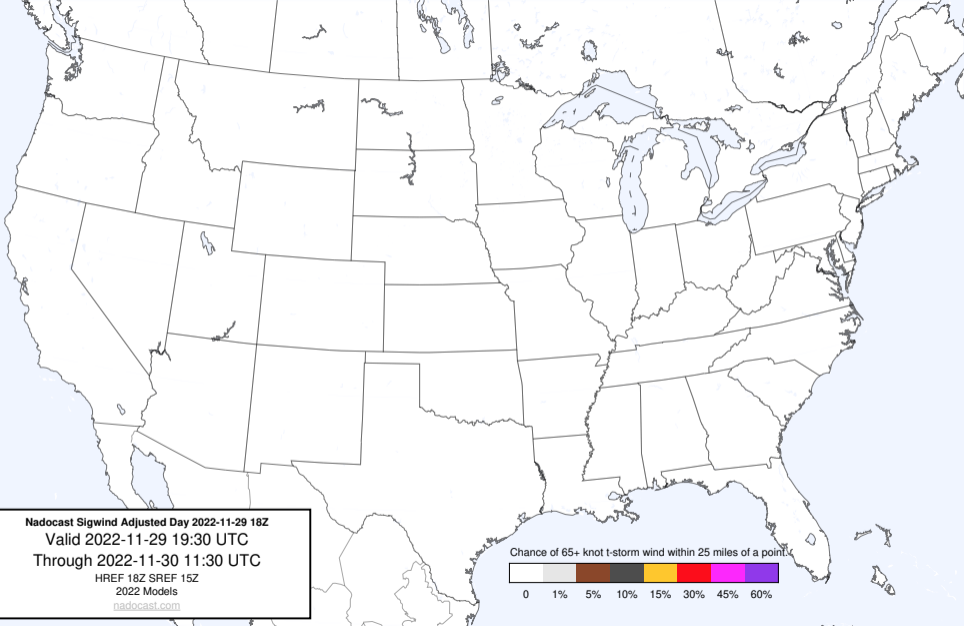 Nadocast Sigwind Adjusted Day 2022-11-29 18Z
Valid 2022-11-29 19:30 UTC
Through 2022-11-30 11:30 UTC
HREF 18Z SREF 15Z
2022 Models
nadocast.com
Chance of 65+ knot t-storm wind within 25 miles of a point.
0 1% 5% 10% 15% 30% 45% 60%